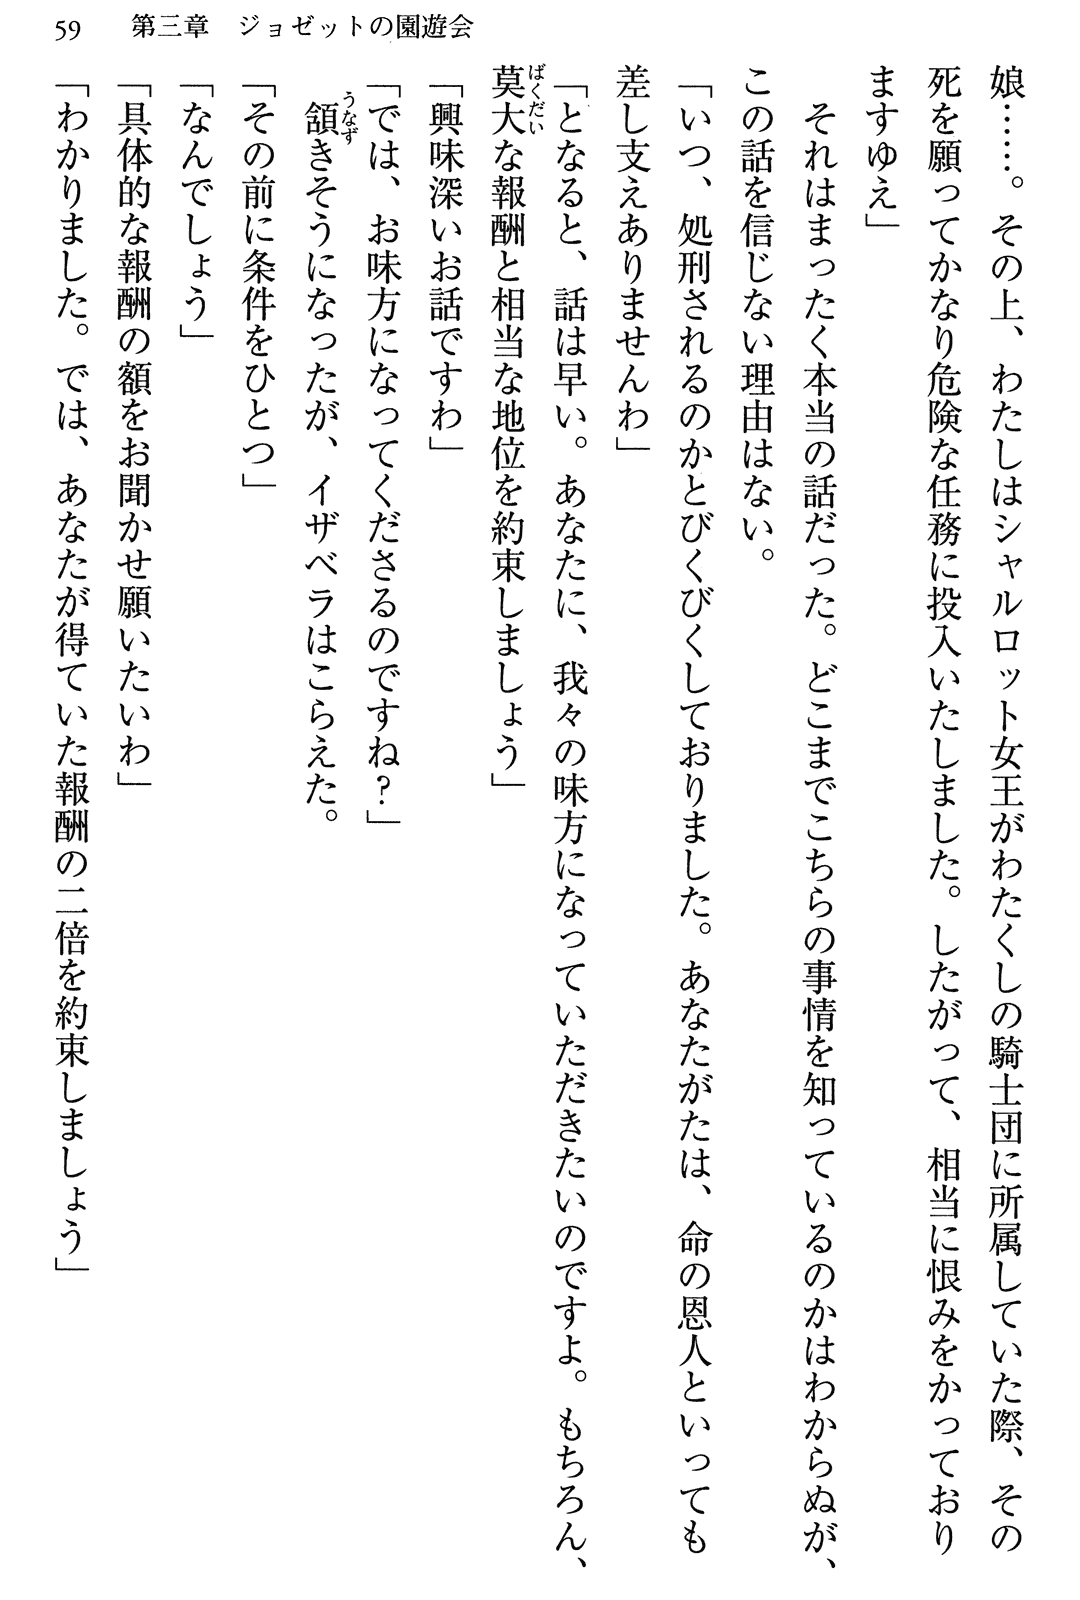 59　第三章　ジョゼットの園遊会
娘……。その上、わたしはシャルロット女王がわたくしの騎士団に所属していた際、その
死を願ってかなり危険な任務に投入いたしました。したがって、相当に恨みをかっており
ますゆえ」
　それはまったく本当の話だった。どこまでこちらの事情を知っているのかはわからぬが、
この話を信じない理由はない。
「いつ、処刑されるのかとびくびくしておりました。あなたがたは、命の恩人といっても
差し支えありませんわ」
「となると、話は早い。あなたに、我々の味方になっていただきたいのですよ。もちろん、
莫大な報酬と相当な地位を約束しましょう」
ばくだい
「興味深いお話ですわ」
「では、お味方になってくださるのですね？」
　頷きそうになったが、イザベラはこらえた。
うなず
「その前に条件をひとつ」
「なんでしょう」
「具体的な報酬の額をお聞かせ願いたいわ」
「わかりました。では、あなたが得ていた報酬の二倍を約束しましょう」